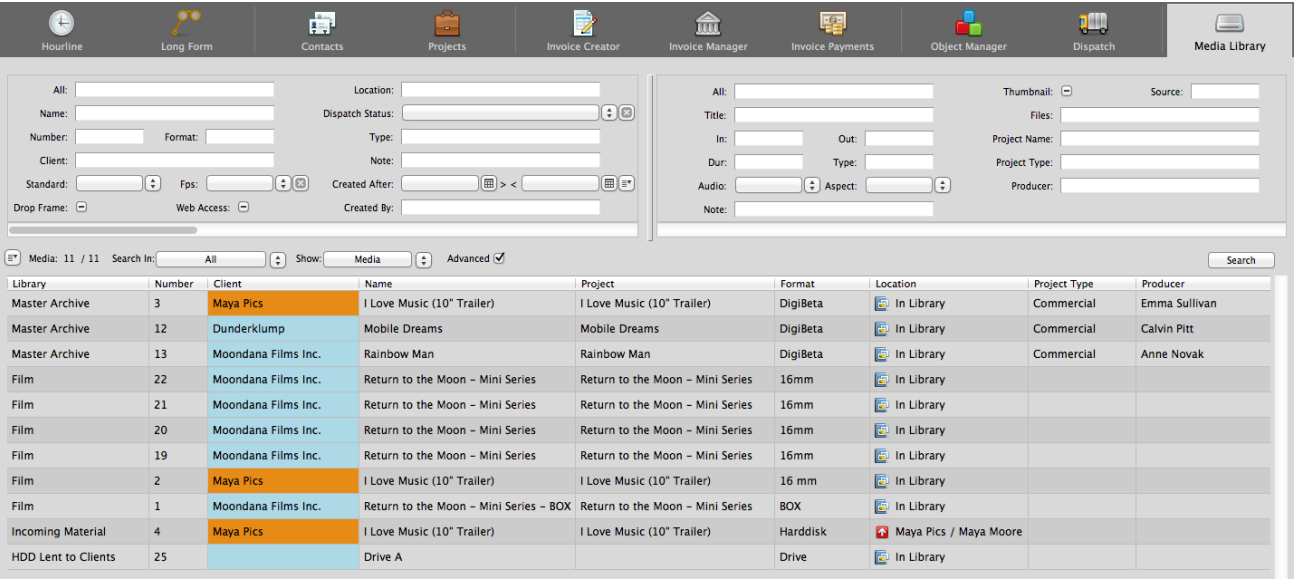 Hourline Long Form Contacts Projects Invoice Creator Invoice Manager Invoice Payments Object Manager Dispatch Media Library
All: Location:
Name: Dispatch Status:
Number: Format: Type:
Client: Note:
Standard: Fps: Created After: > <
Drop Frame: Web Access: Created By:
All: Thumbnail: Source:
Title: Files:
In: Out: Project Name:
Dur: Type: Project Type:
Audio: Aspect: Producer:
Note:
Media: 11 / 11 Search In: All Show: Media Advanced Search
Library Number Client Name Project Format Location Project Type Producer
Master Archive 3 Maya Pics I Love Music (10" Trailer) I Love Music (10" Trailer) DigiBeta In Library Commercial Emma Sullivan
Master Archive 12 Dunderklump Mobile Dreams Mobile Dreams DigiBeta In Library Commercial Calvin Pitt
Master Archive 13 Moondana Films Inc. Rainbow Man Rainbow Man DigiBeta In Library Commercial Anne Novak
Film 22 Moondana Films Inc. Return to the Moon – Mini Series Return to the Moon – Mini Series 16mm In Library
Film 21 Moondana Films Inc. Return to the Moon – Mini Series Return to the Moon – Mini Series 16mm In Library
Film 20 Moondana Films Inc. Return to the Moon – Mini Series Return to the Moon – Mini Series 16mm In Library
Film 19 Moondana Films Inc. Return to the Moon – Mini Series Return to the Moon – Mini Series 16mm In Library
Film 2 Maya Pics I Love Music (10" Trailer) I Love Music (10" Trailer) 16 mm In Library
Film 1 Moondana Films Inc. Return to the Moon – Mini Series – BOX Return to the Moon – Mini Series BOX In Library
Incoming Material 4 Maya Pics I Love Music (10" Trailer) I Love Music (10" Trailer) Harddisk Maya Pics / Maya Moore
HDD Lent to Clients 25 Drive A Drive In Library